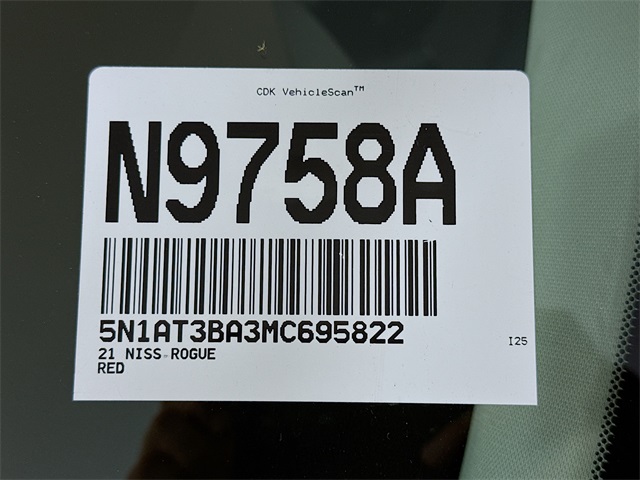 CDK VehicleScan™
N9758A
5N1AT3BA3MC695822
21 NISS ROGUE
RED
I25